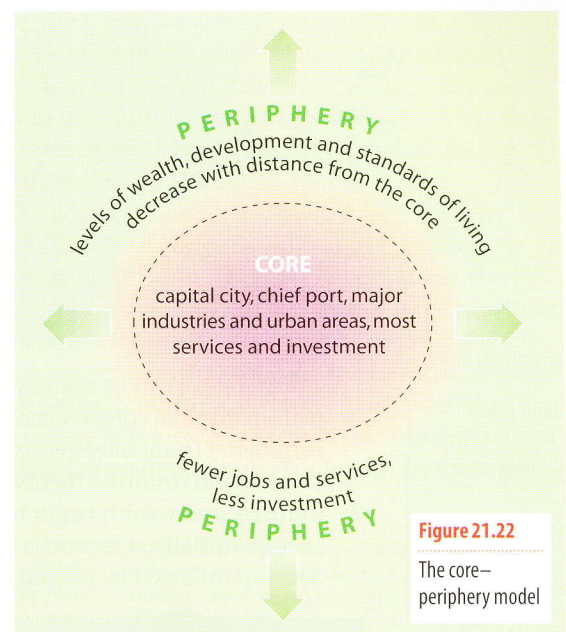 PERIPHERY
levels of wealth, development and standards of living
decrease with distance from the core
CORE
capital city, chief port, major
industries and urban areas, most
services and investment
fewer jobs and services,
less investment
PERIPHERY
Figure 21.22
The core–
periphery model